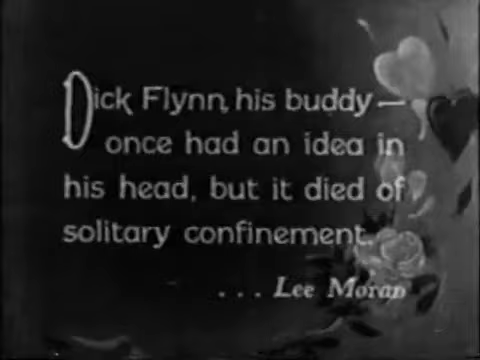 Dick Flynn, his buddy —
once had an idea in
his head, but it died of
solitary confinement.
... Lee Moran